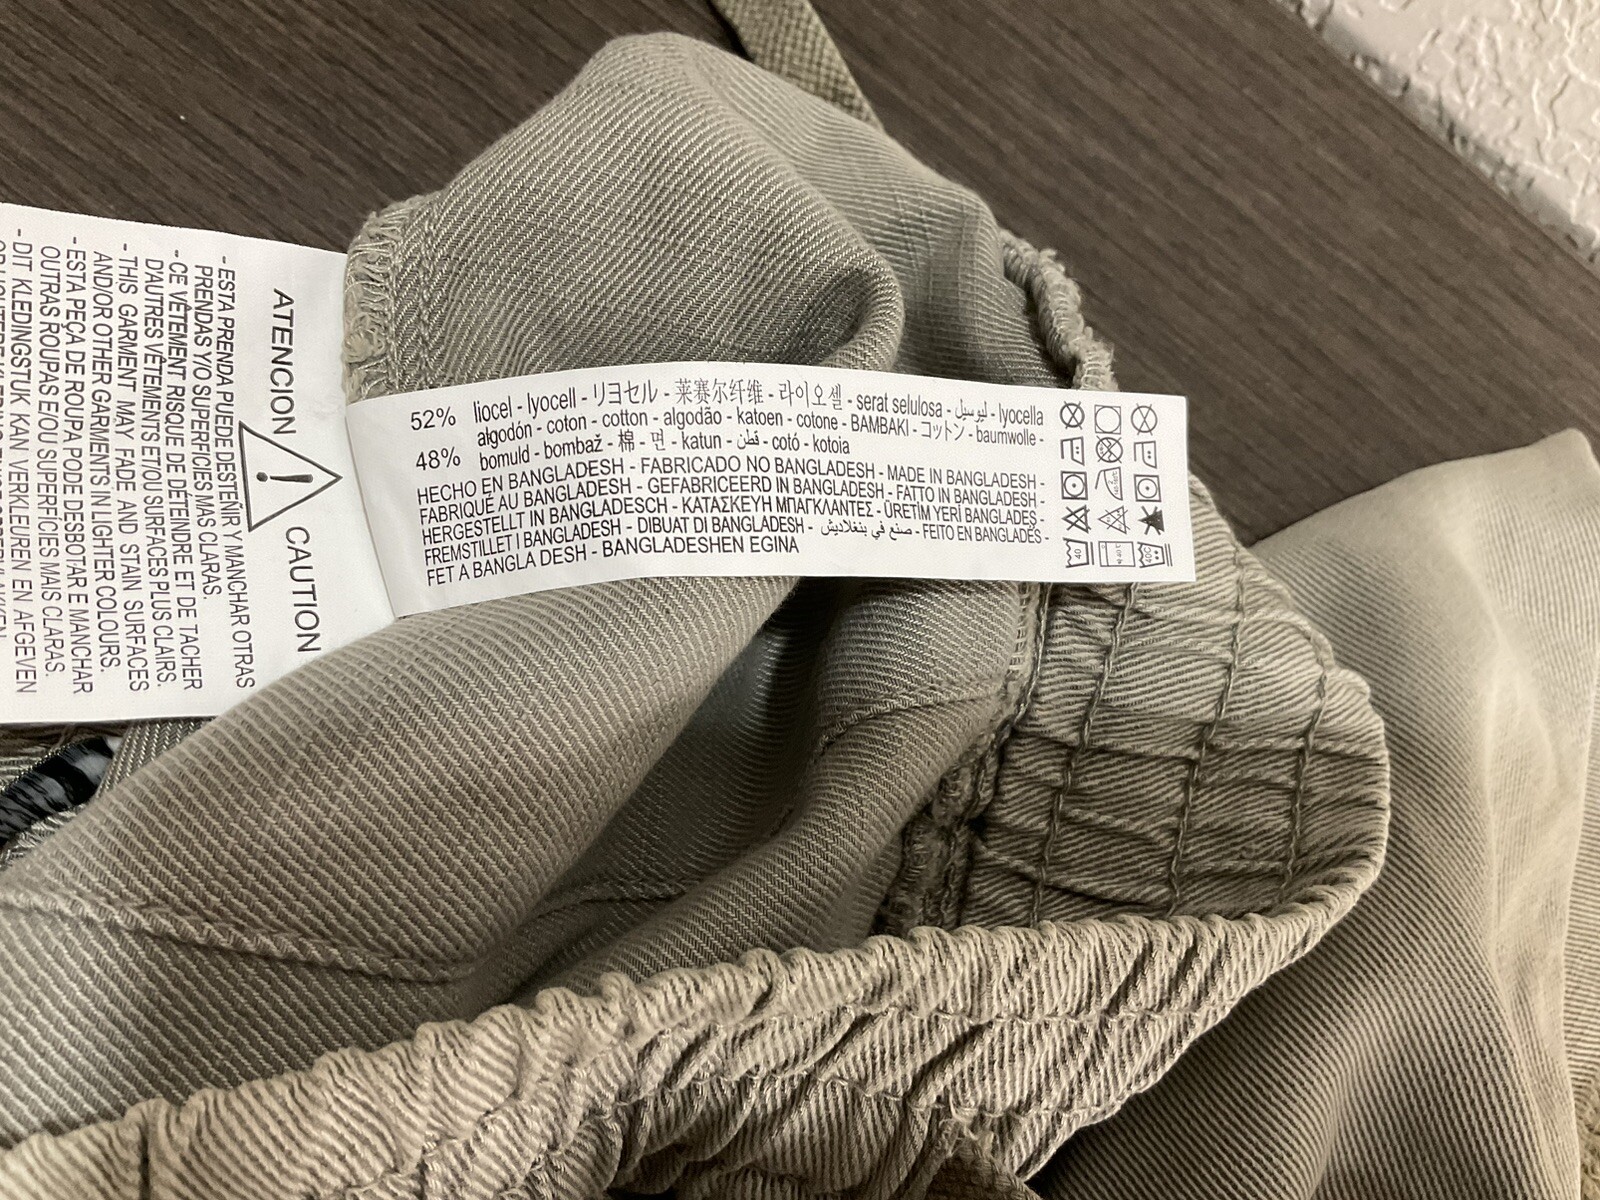 ATENCION CAUTION
- ESTA PRENDA PUEDE DESTEÑIR Y MANCHAR OTRAS
PRENDAS Y/O SUPERFICIES MAS CLARAS.
- CE VÊTEMENT RISQUE DE DÉTEINDRE ET DE TACHER
D'AUTRES VÊTEMENTS ET/OU SURFACES PLUS CLAIRS.
- THIS GARMENT MAY FADE AND STAIN SURFACES
AND/OR OTHER GARMENTS IN LIGHTER COLOURS.
- ESTA PEÇA DE ROUPA PODE DESBOTAR E MANCHAR
OUTRAS ROUPAS E/OU SUPERFICIES MAIS CLARAS.
- DIT KLEDINGSTUK KAN VERKLEUREN EN AFGEVEN
52% liocel - lyocell - リヨセル - 莱赛尔纤维 - 라이오셀 - serat selulosa - ليوسيل - lyocella
48% algodón - coton - cotton - algodão - katoen - cotone - BAMBAKI - コットン - baumwolle -
bomuld - bombaž - 棉 - 면 - katun - قطن - cotó - kotoia
HECHO EN BANGLADESH - FABRICADO NO BANGLADESH - MADE IN BANGLADESH -
FABRIQUE AU BANGLADESH - GEFABRICEERD IN BANGLADESH - FATTO IN BANGLADESH -
HERGESTELLT IN BANGLADESCH - ΚΑΤΑΣΚΕΥΗ ΜΠΑΓΚΛΑΝΤΕΣ - ÜRETİM YERİ BANGLADEŞ -
FREMSTILLET I BANGLADESH - DIBUAT DI BANGLADESH - صنع في بنغلاديش - FEITO EN BANGLADÉS -
FET A BANGLA DESH - BANGLADESHEN EGINA
40